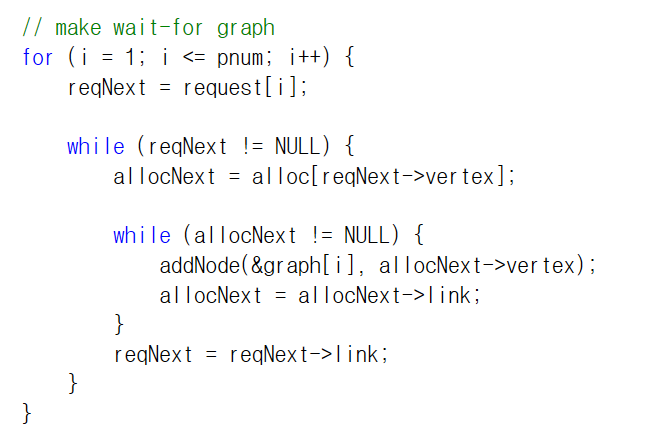 // make wait-for graph
for (i = 1; i <= pnum; i++) {
    reqNext = request[i];

    while (reqNext != NULL) {
        allocNext = alloc[reqNext->vertex];

        while (allocNext != NULL) {
            addNode(&graph[i], allocNext->vertex);
            allocNext = allocNext->link;
        }
        reqNext = reqNext->link;
    }
}